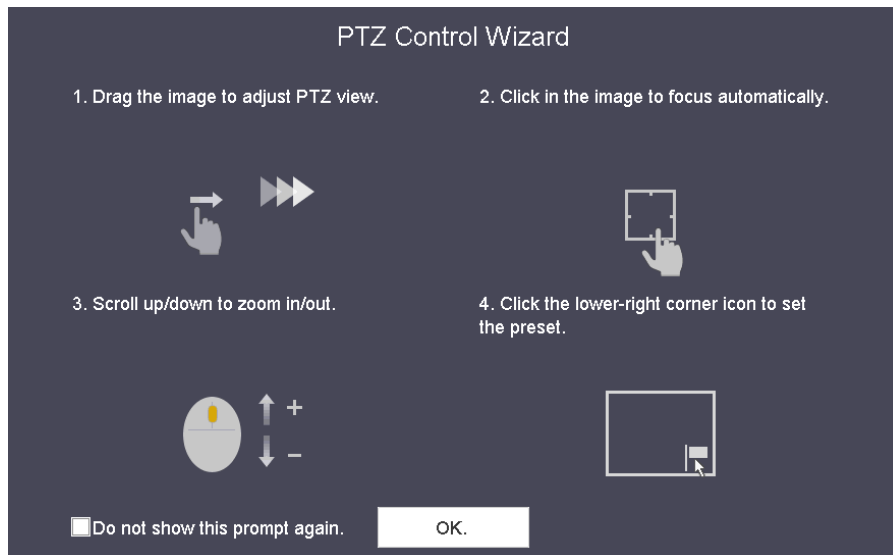 PTZ Control Wizard
1. Drag the image to adjust PTZ view.
2. Click in the image to focus automatically.
3. Scroll up/down to zoom in/out.
4. Click the lower-right corner icon to set
the preset.
Do not show this prompt again.
OK.